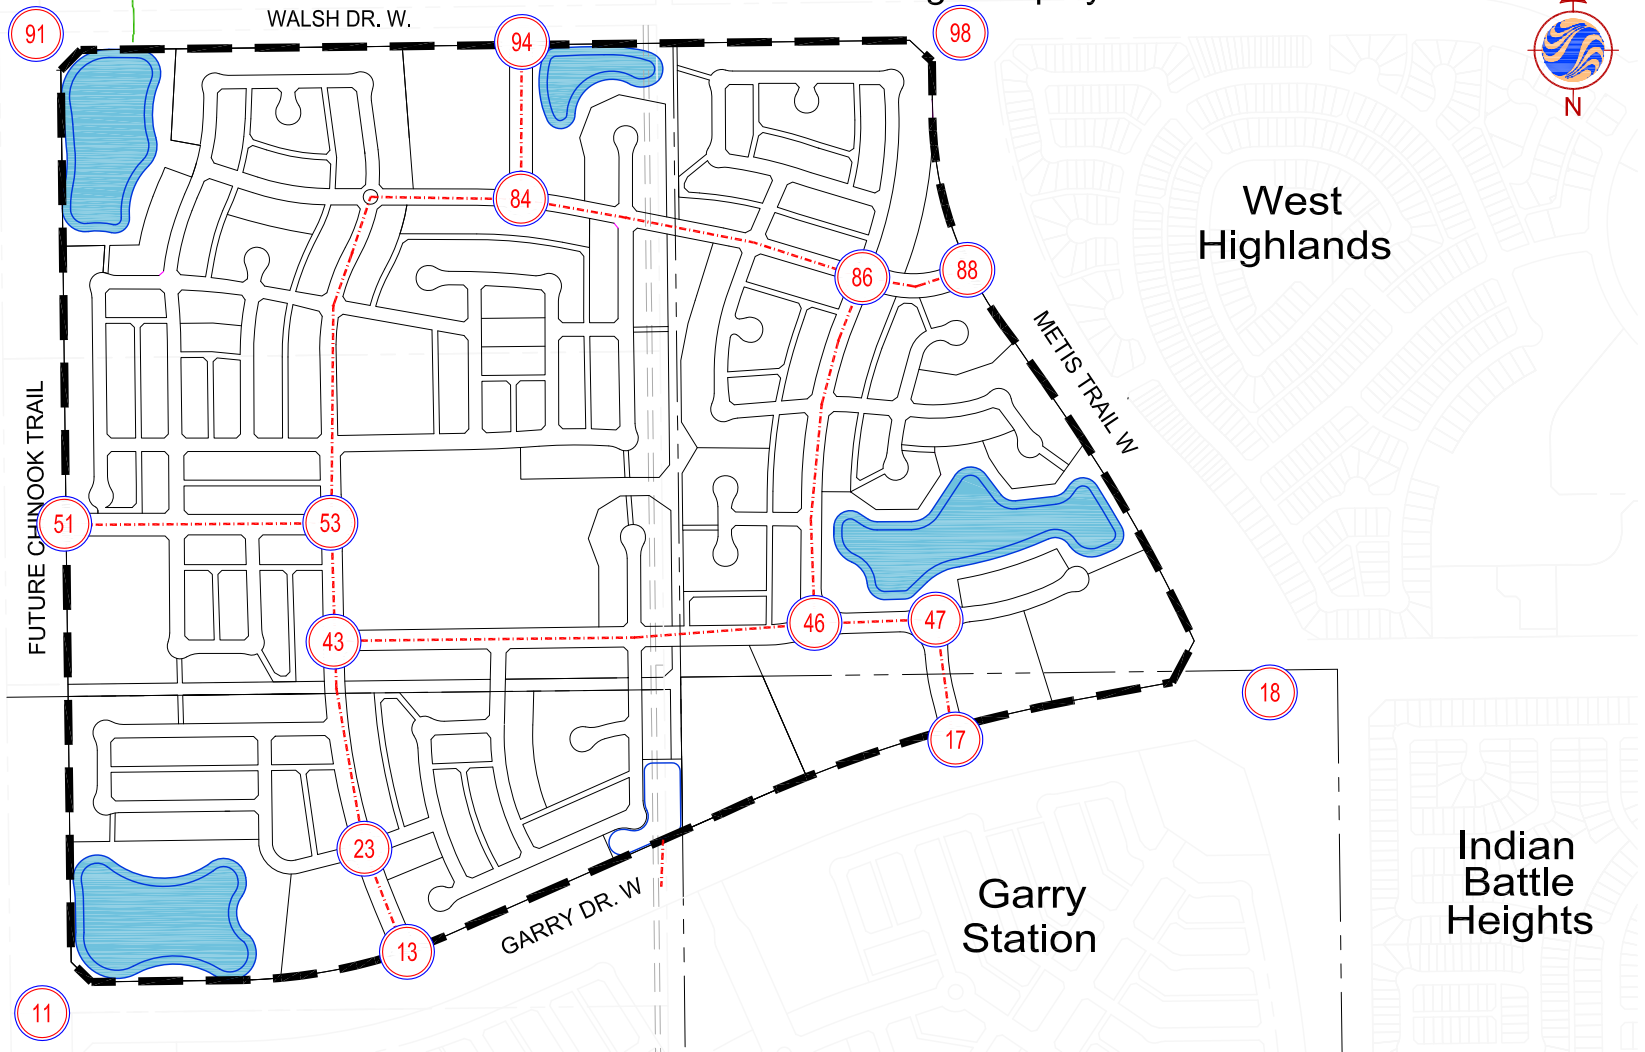 WALSH DR. W.
91
94
98
N
84
West
Highlands
86
88
METIS TRAIL W
FUTURE CHINOOK TRAIL
51
53
43
46
47
18
17
23
Indian
Battle
Heights
Garry
Station
GARRY DR. W
13
11